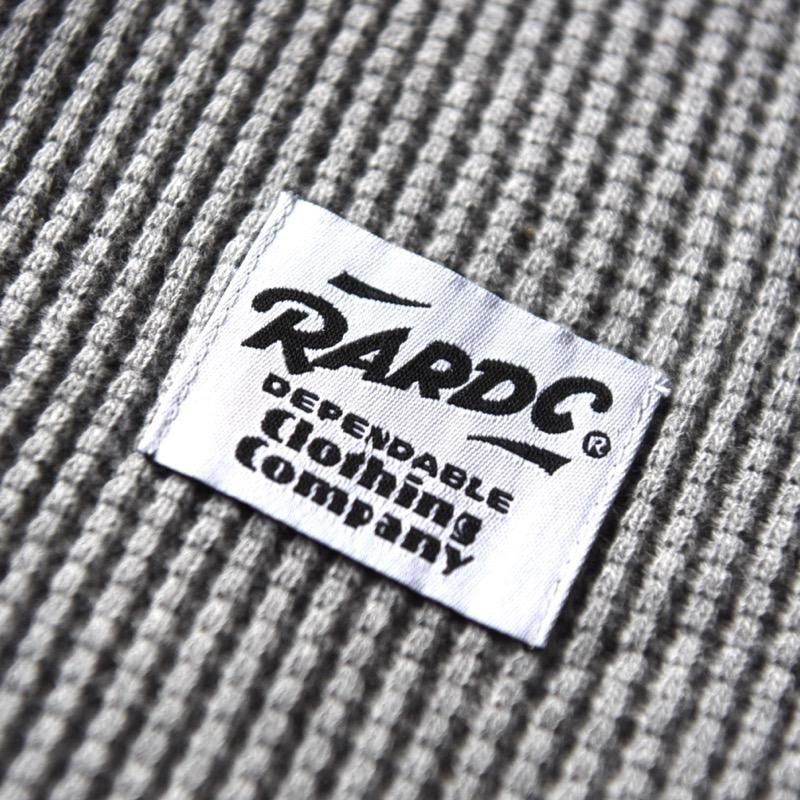 RARDC®
DEPENDABLE
Clothing
Company